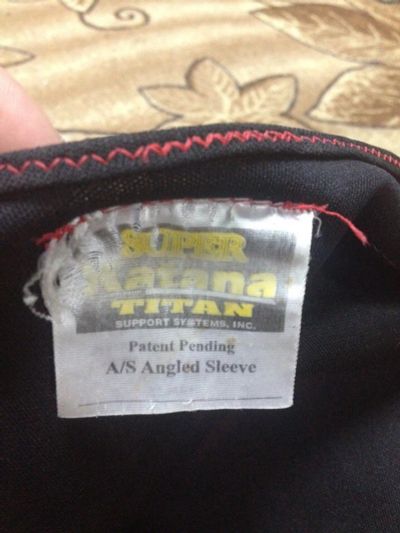 SUPER
Katana
TITAN
SUPPORT SYSTEMS, INC.
Patent Pending
A/S Angled Sleeve